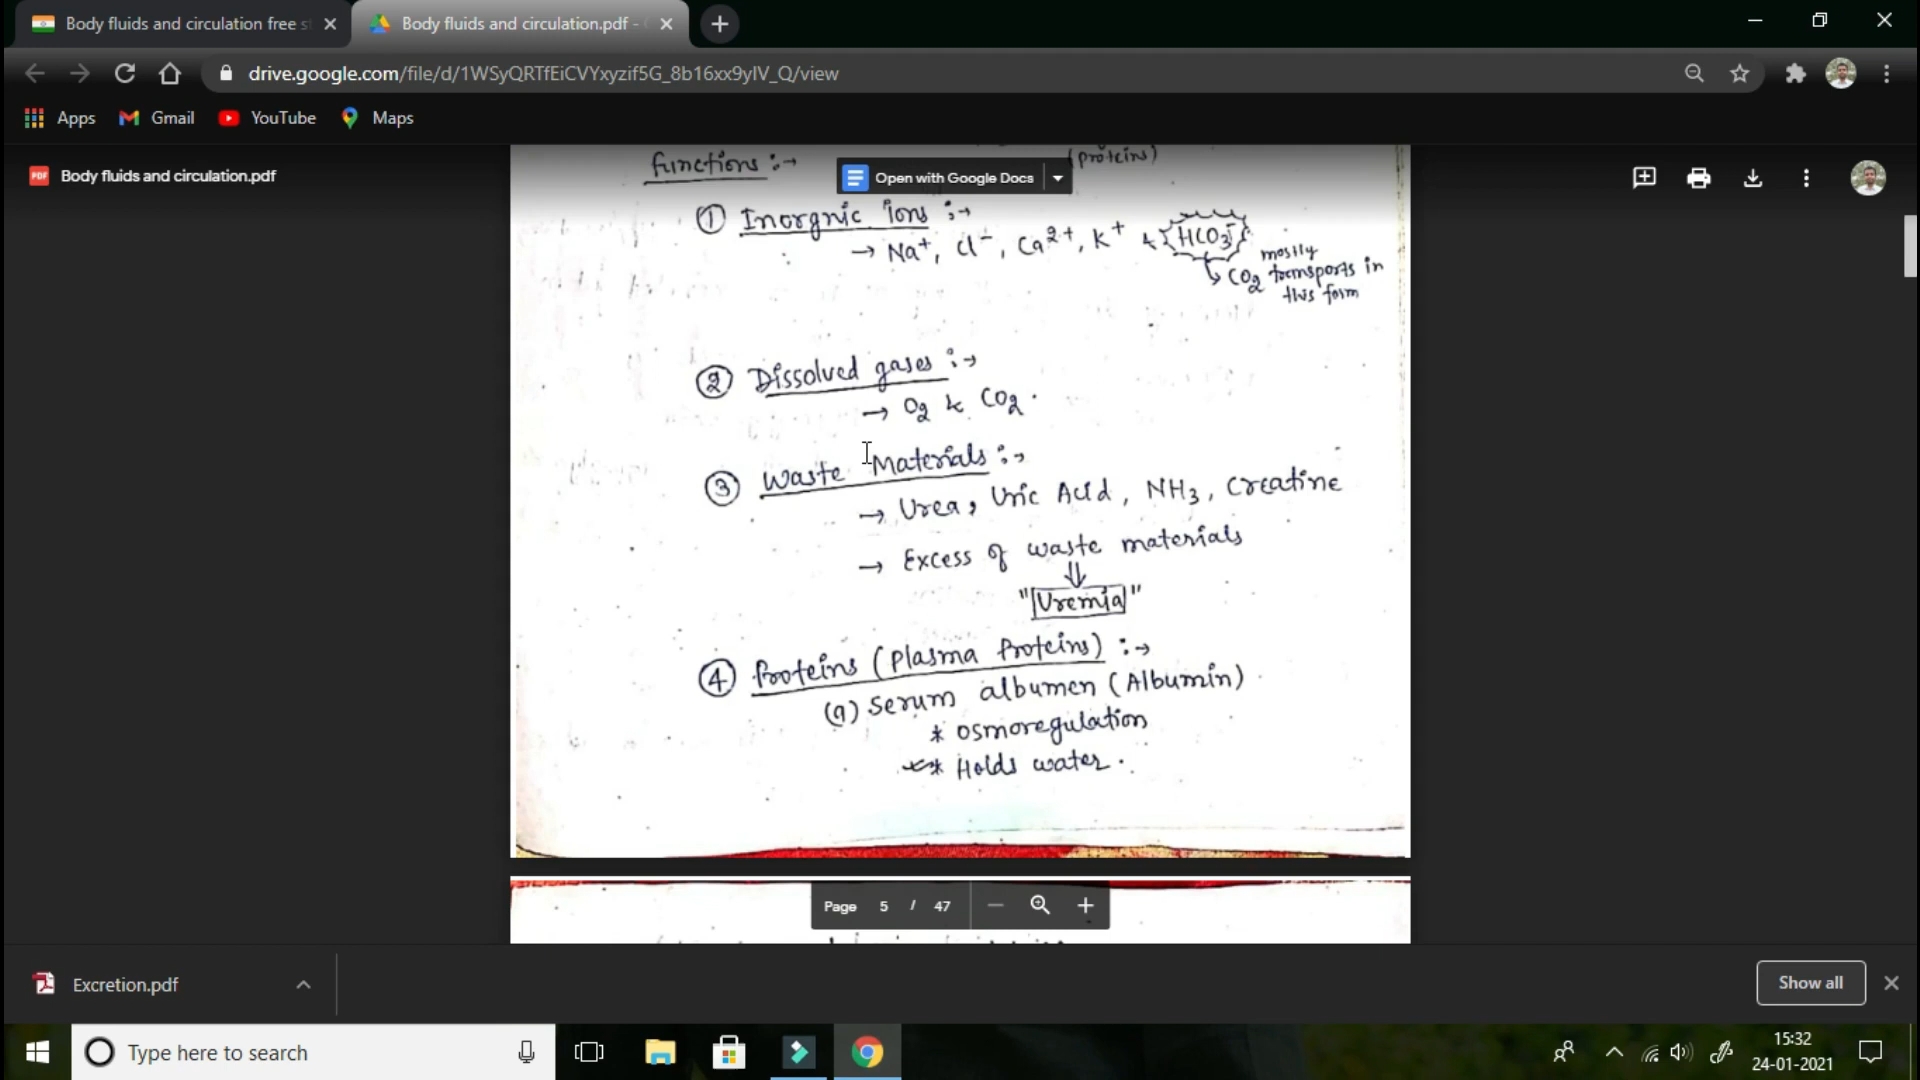 Body fluids and circulation free s
Body fluids and circulation.pdf -
drive.google.com/file/d/1WSyQRTfEiCVYxyzif5G_8b16xx9yIV_Q/view
Apps Gmail YouTube Maps
PDF Body fluids and circulation.pdf
Open with Google Docs
functions :→ (proteins)
① Inorgnic ions :→
→ Na⁺, Cl⁻, Ca²⁺, K⁺ & HCO₃⁻
mostly
CO₂ transports in
this form
② Dissolved gases :→
→ O₂ & CO₂.
③ Waste Materials :→
→ Urea, Uric Acid, NH₃, Creatine
→ Excess of waste materials
⇓
"Uremia"
④ Proteins (Plasma Proteins) :→
(a) Serum albumen (Albumin)
* osmoregulation
* Holds water.
Page 5 / 47
Excretion.pdf
Show all
Type here to search
15:32
24-01-2021